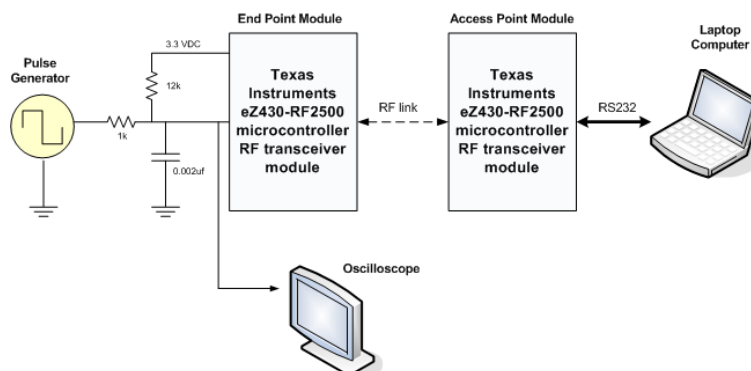 End Point Module
Access Point Module
Laptop
Computer
3.3 VDC
Pulse
Generator
12k
1k
0.002uf
Texas
Instruments
eZ430-RF2500
microcontroller
RF transceiver
module
RF link
Texas
Instruments
eZ430-RF2500
microcontroller
RF transceiver
module
RS232
Oscilloscope